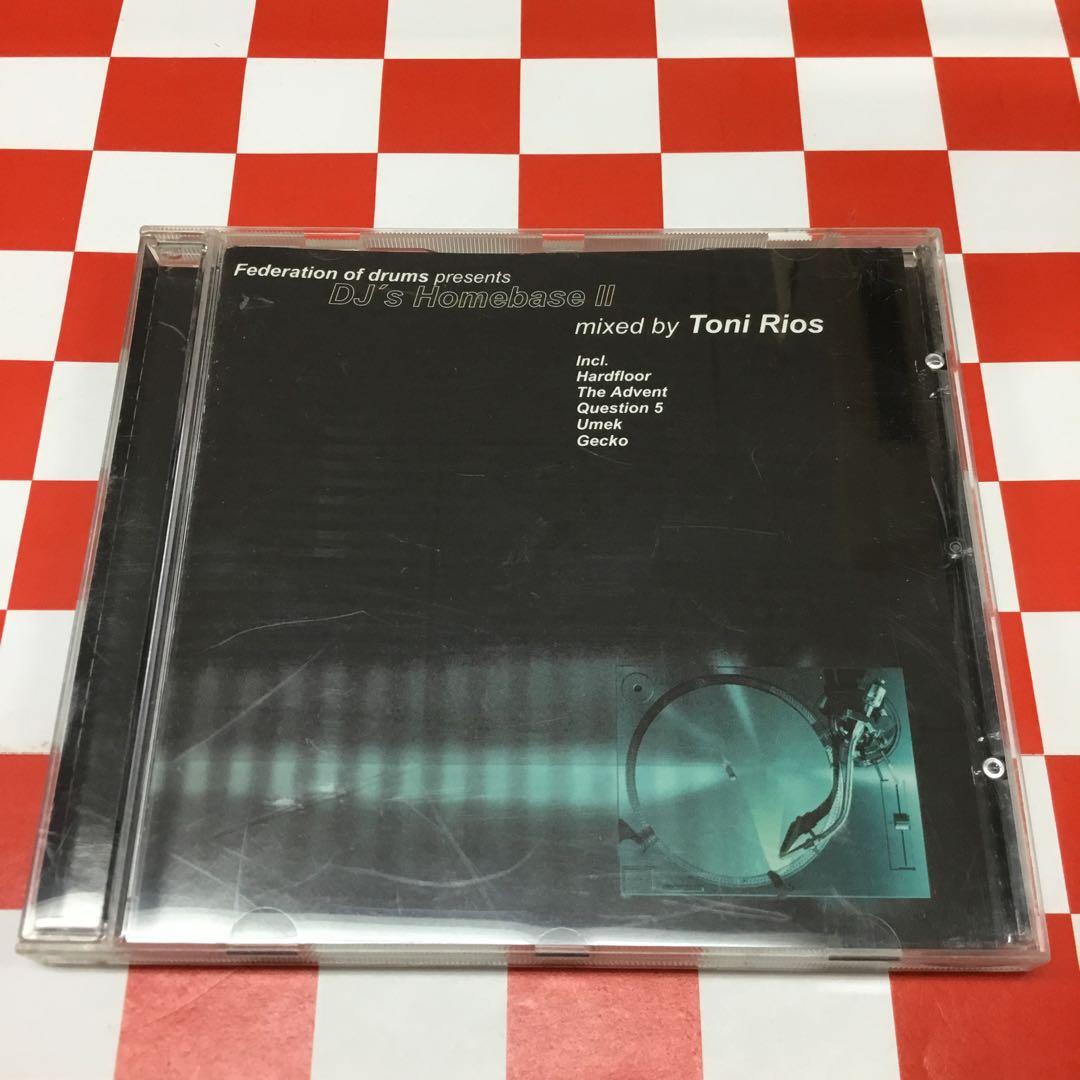 Federation of drums presents
DJ´s Homebase II
mixed by Toni Rios
Incl.
Hardfloor
The Advent
Question 5
Umek
Gecko